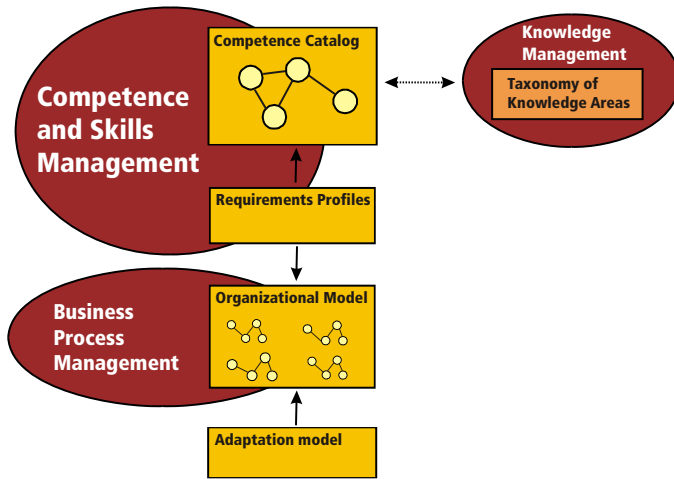 Competence Catalog
Knowledge
Management
Taxonomy of
Knowledge Areas
Competence
and Skills
Management
Requirements Profiles
Organizational Model
Business
Process
Management
Adaptation model